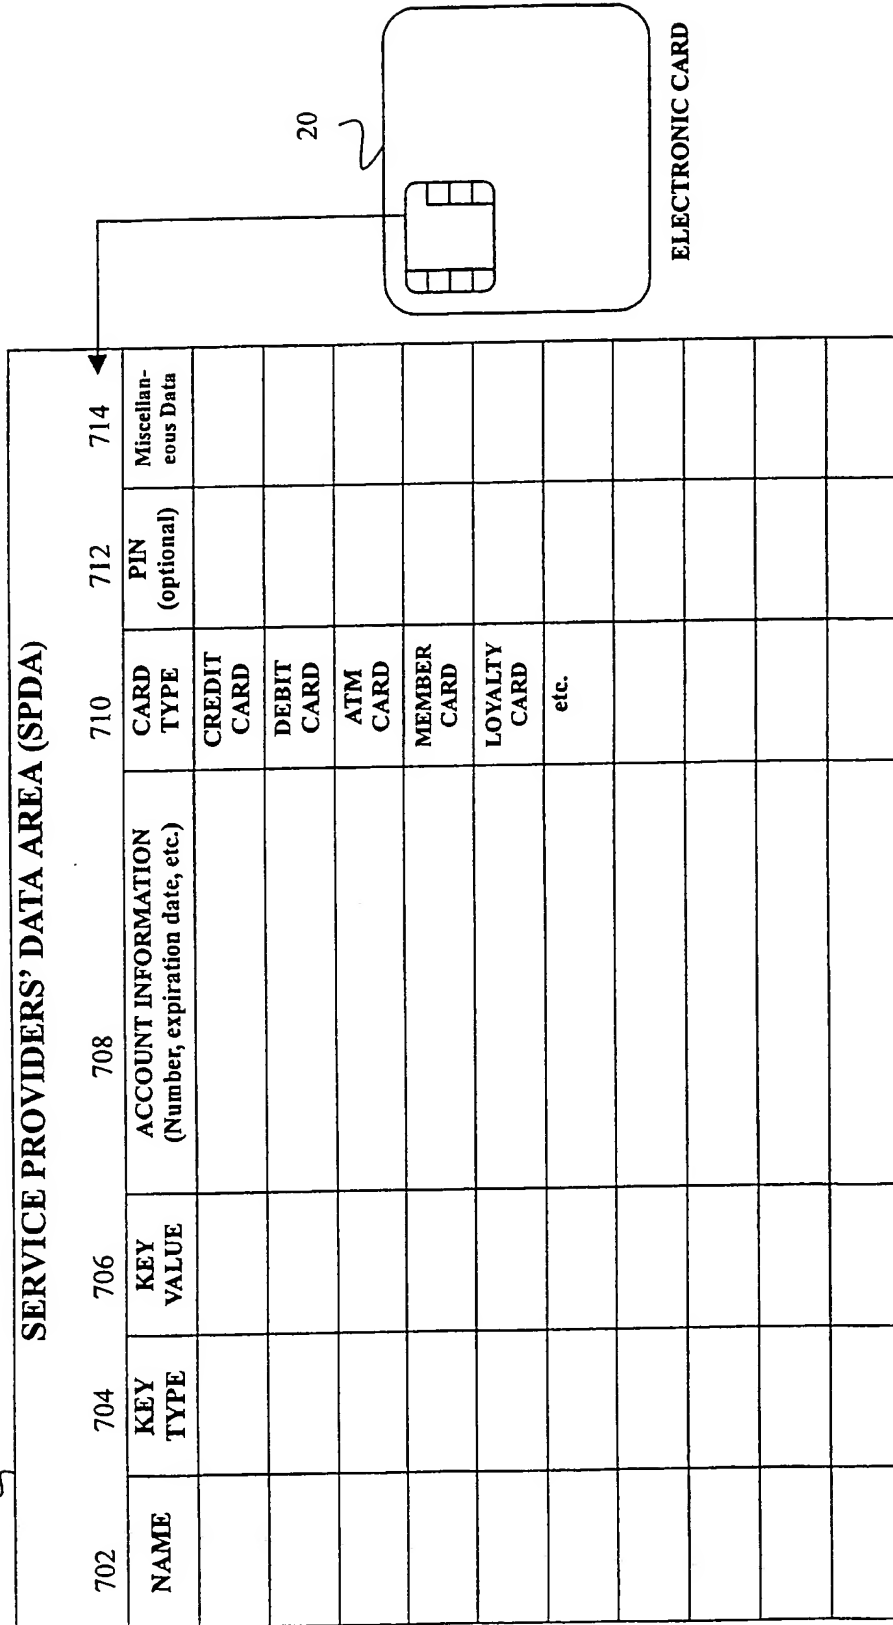 SERVICE PROVIDERS' DATA AREA (SPDA)
702 704 706 708 710 712 714
NAME
KEY
TYPE
KEY
VALUE
ACCOUNT INFORMATION
(Number, expiration date, etc.)
CARD
TYPE
PIN
(optional)
Miscellan-
eous Data
CREDIT
CARD
DEBIT
CARD
ATM
CARD
MEMBER
CARD
LOYALTY
CARD
etc.
20
ELECTRONIC CARD